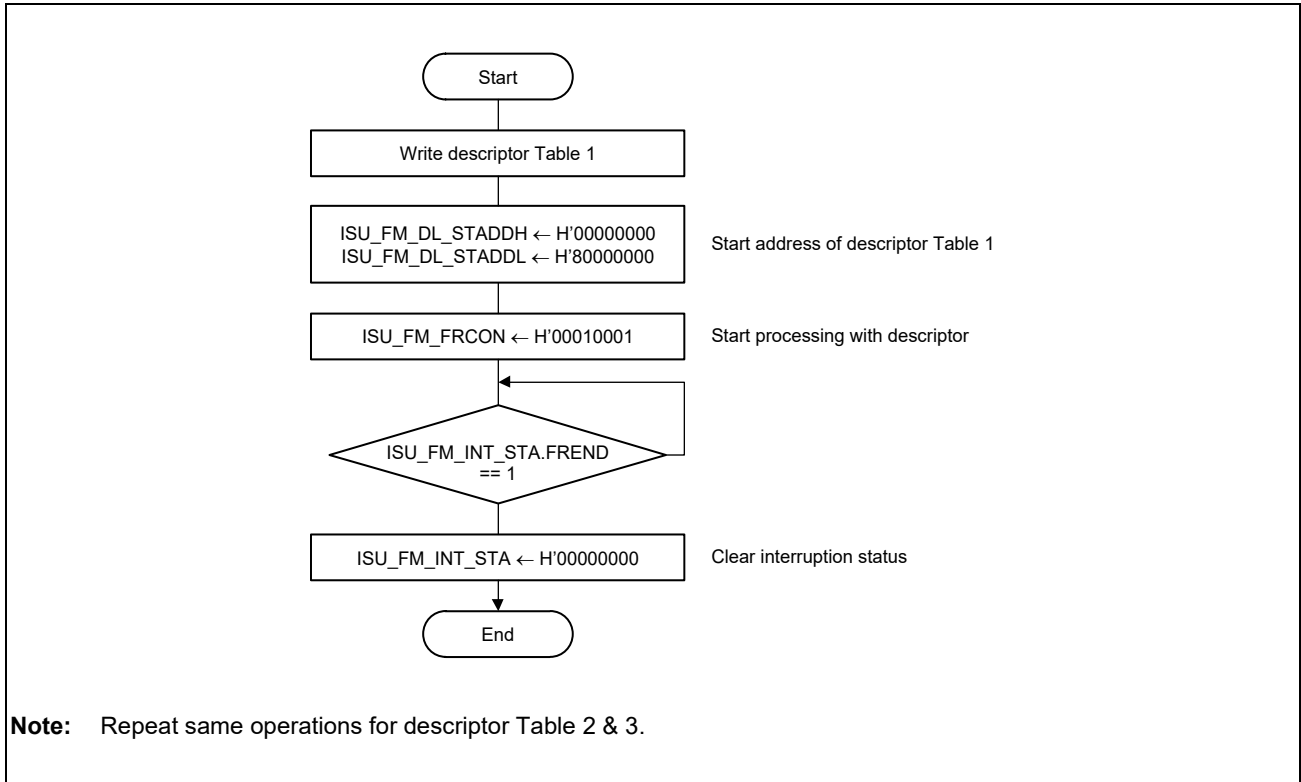 Start
Write descriptor Table 1
ISU_FM_DL_STADDH ← H’00000000
ISU_FM_DL_STADDL ← H’80000000
Start address of descriptor Table 1
ISU_FM_FRCON ← H’00010001
Start processing with descriptor
ISU_FM_INT_STA.FREND
== 1
ISU_FM_INT_STA ← H’00000000
Clear interruption status
End
Note: Repeat same operations for descriptor Table 2 & 3.